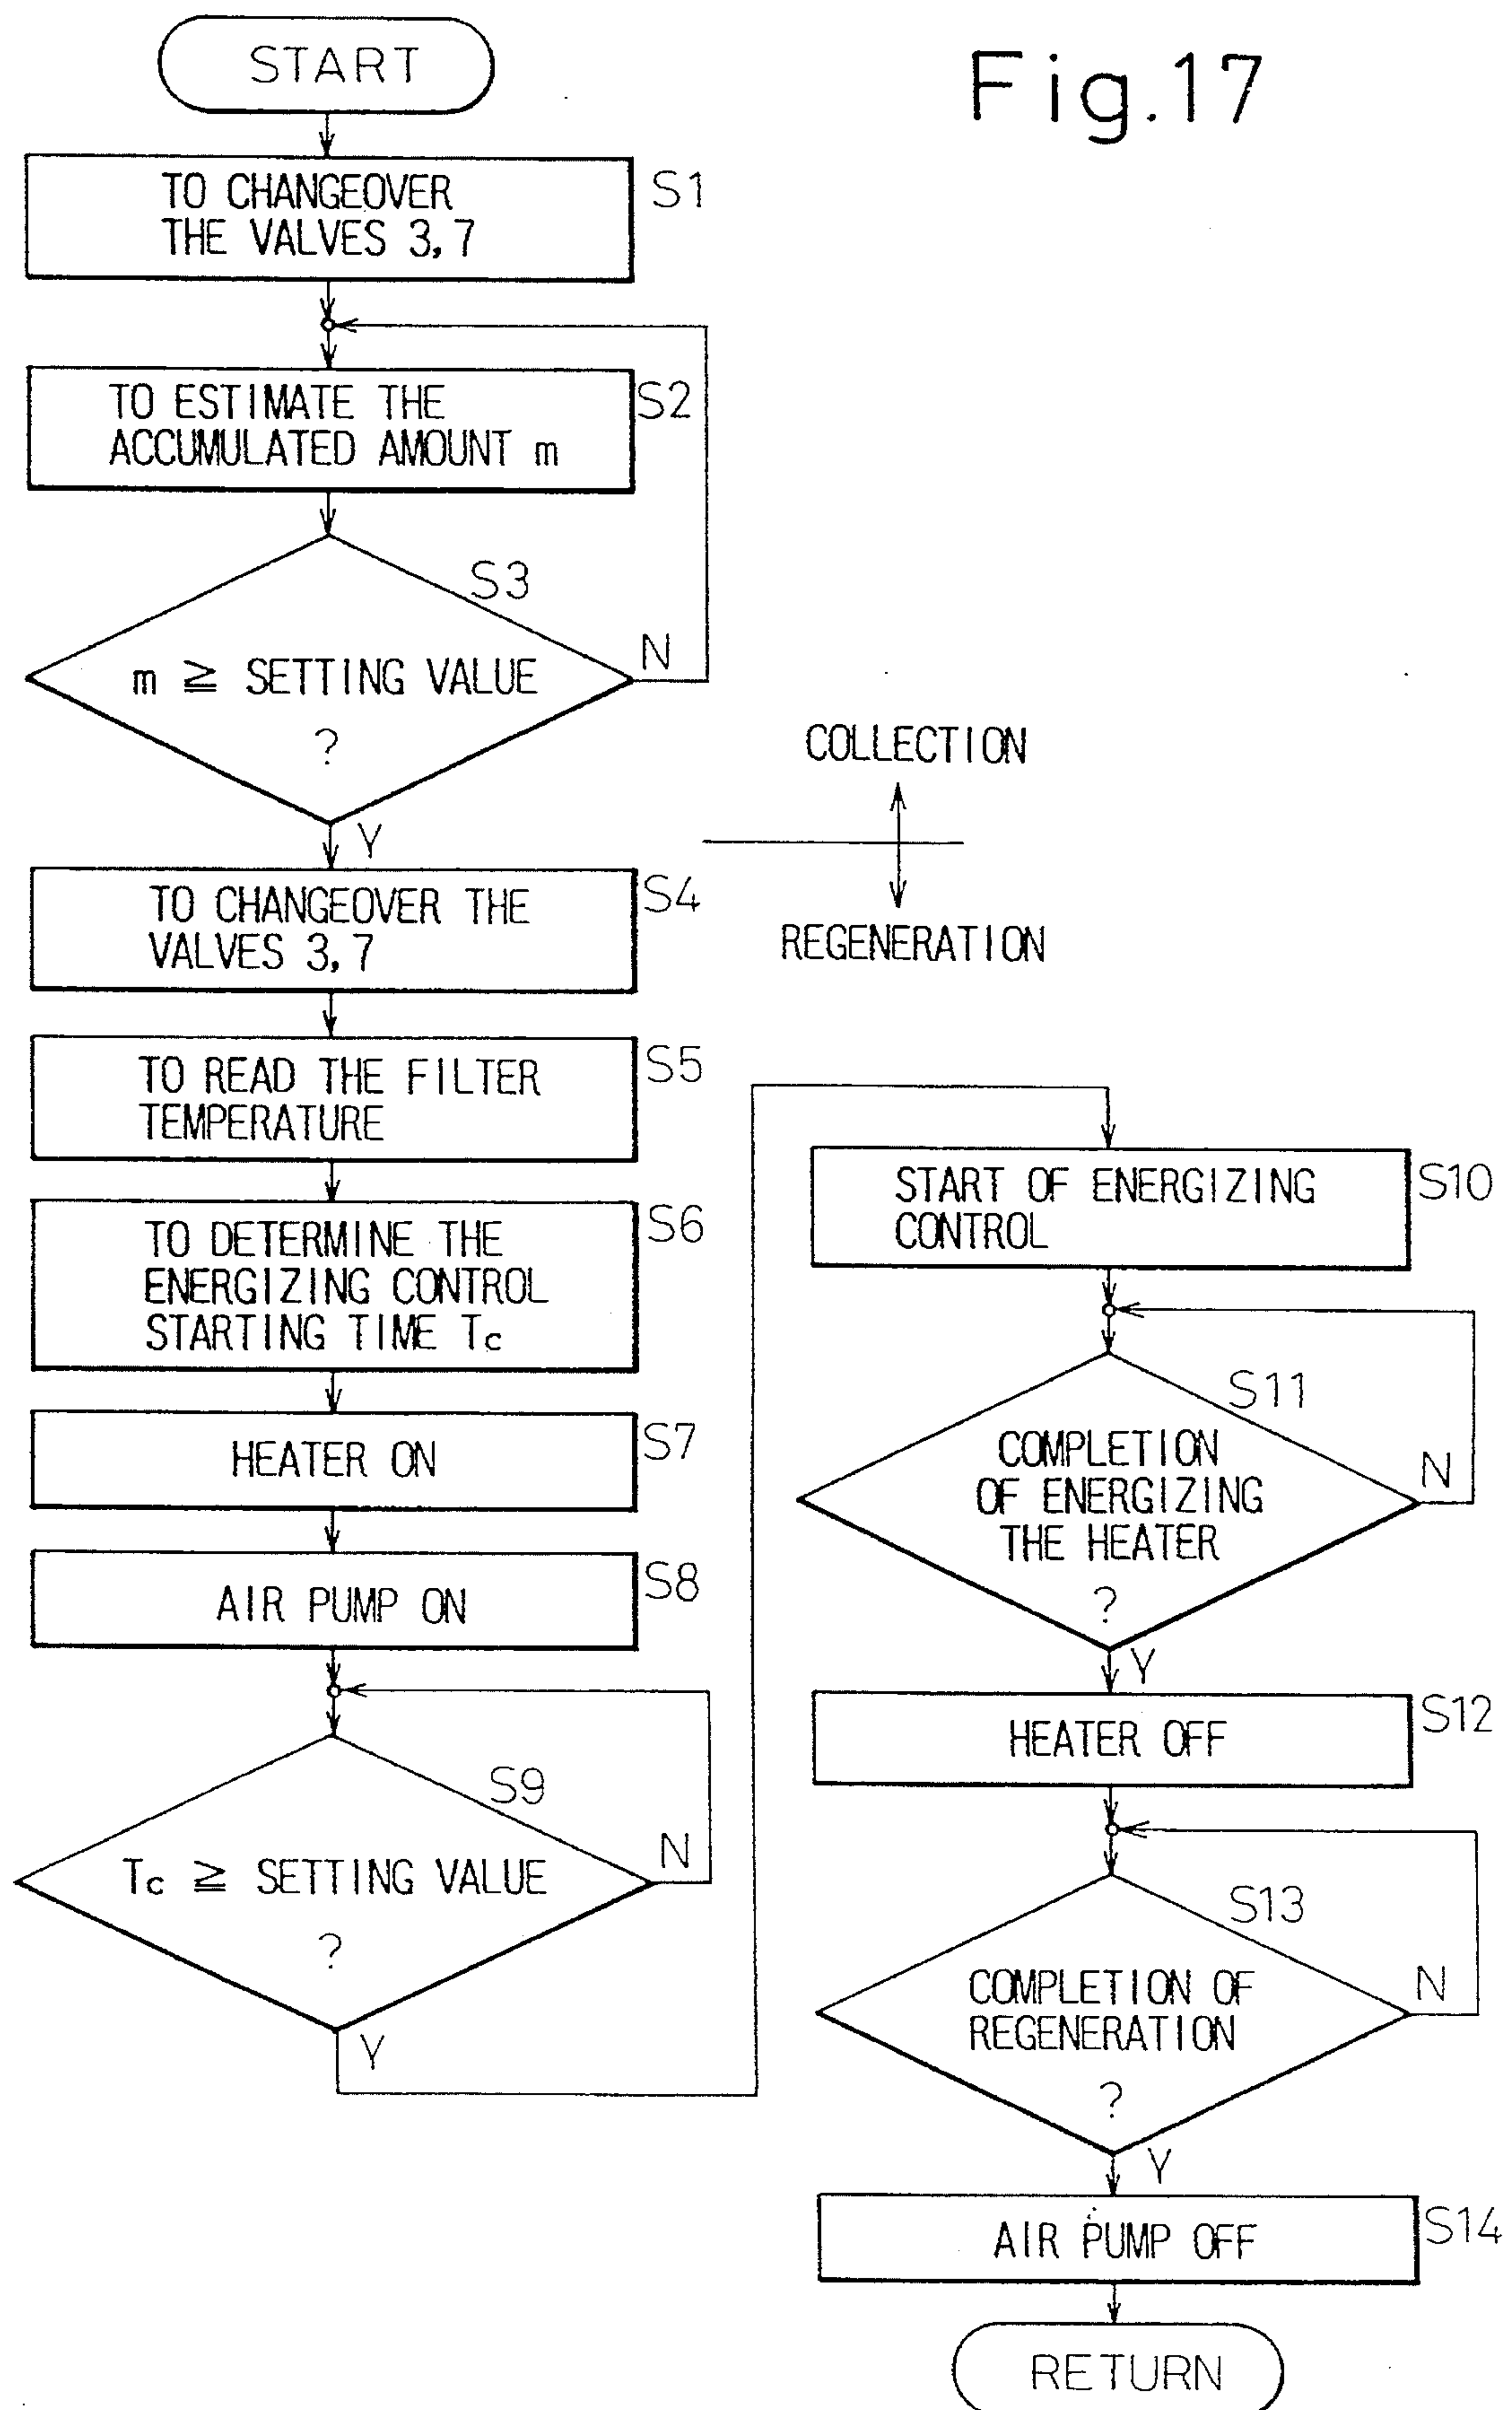 Fig.17
START
TO CHANGEOVER
THE VALVES 3,7
S1
TO ESTIMATE THE
ACCUMULATED AMOUNT m
S2
S3
m ≧ SETTING VALUE
?
N
Y
COLLECTION
REGENERATION
TO CHANGEOVER THE
VALVES 3,7
S4
TO READ THE FILTER
TEMPERATURE
S5
TO DETERMINE THE
ENERGIZING CONTROL
STARTING TIME Tc
S6
HEATER ON
S7
AIR PUMP ON
S8
S9
Tc ≧ SETTING VALUE
?
N
Y
START OF ENERGIZING
CONTROL
S10
S11
COMPLETION
OF ENERGIZING
THE HEATER
?
N
Y
HEATER OFF
S12
S13
COMPLETION OF
REGENERATION
?
N
Y
AIR PUMP OFF
S14
RETURN